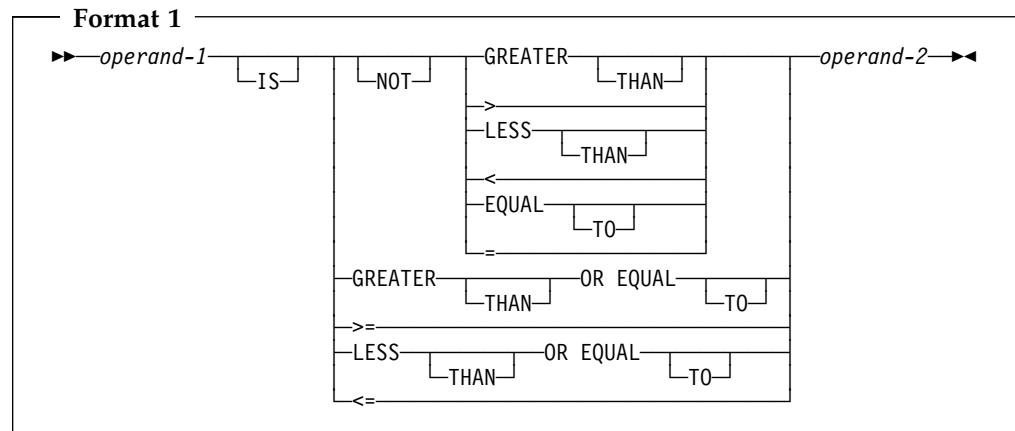 Format 1
operand-1 IS NOT GREATER THAN operand-2
>
LESS THAN
<
EQUAL TO
=
GREATER THAN OR EQUAL TO
>=
LESS THAN OR EQUAL TO
<=